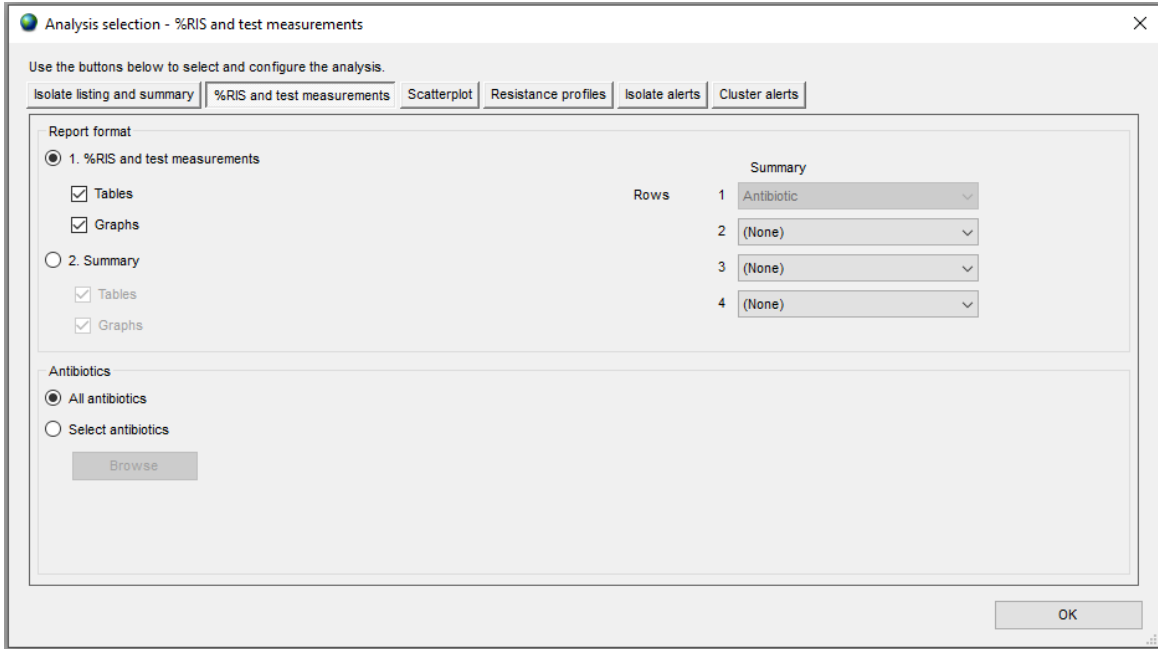 Analysis selection - %RIS and test measurements
Use the buttons below to select and configure the analysis.
Isolate listing and summary %RIS and test measurements Scatterplot Resistance profiles Isolate alerts Cluster alerts
Report format
1. %RIS and test measurements
Summary
Tables
Rows 1 Antibiotic
Graphs
2 (None)
2. Summary
3 (None)
Tables
4 (None)
Graphs
Antibiotics
All antibiotics
Select antibiotics
Browse
OK